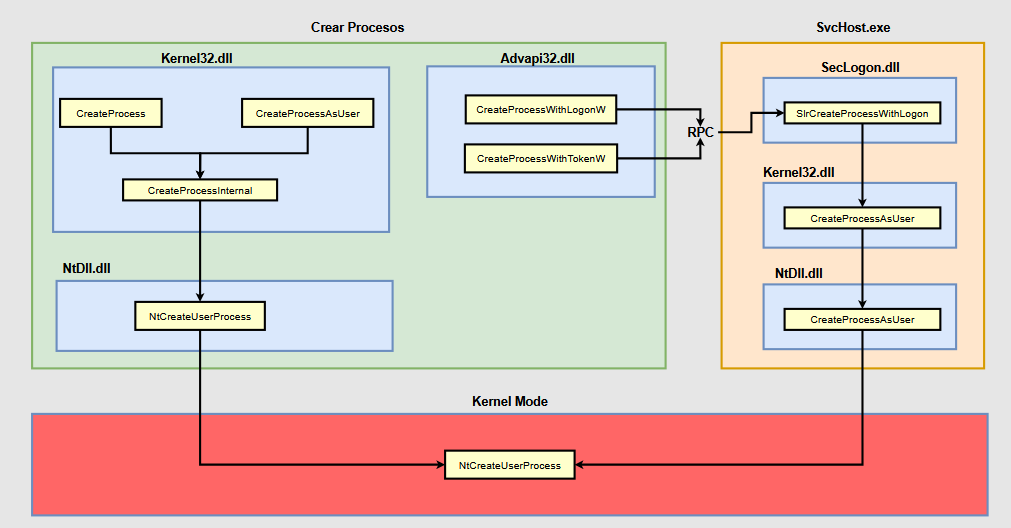 Crear Procesos
SvcHost.exe
Kernel32.dll
CreateProcess
CreateProcessAsUser
CreateProcessInternal
Advapi32.dll
CreateProcessWithLogonW
CreateProcessWithTokenW
RPC
SecLogon.dll
SlrCreateProcessWithLogon
Kernel32.dll
CreateProcessAsUser
NtDll.dll
NtCreateUserProcess
NtDll.dll
CreateProcessAsUser
Kernel Mode
NtCreateUserProcess